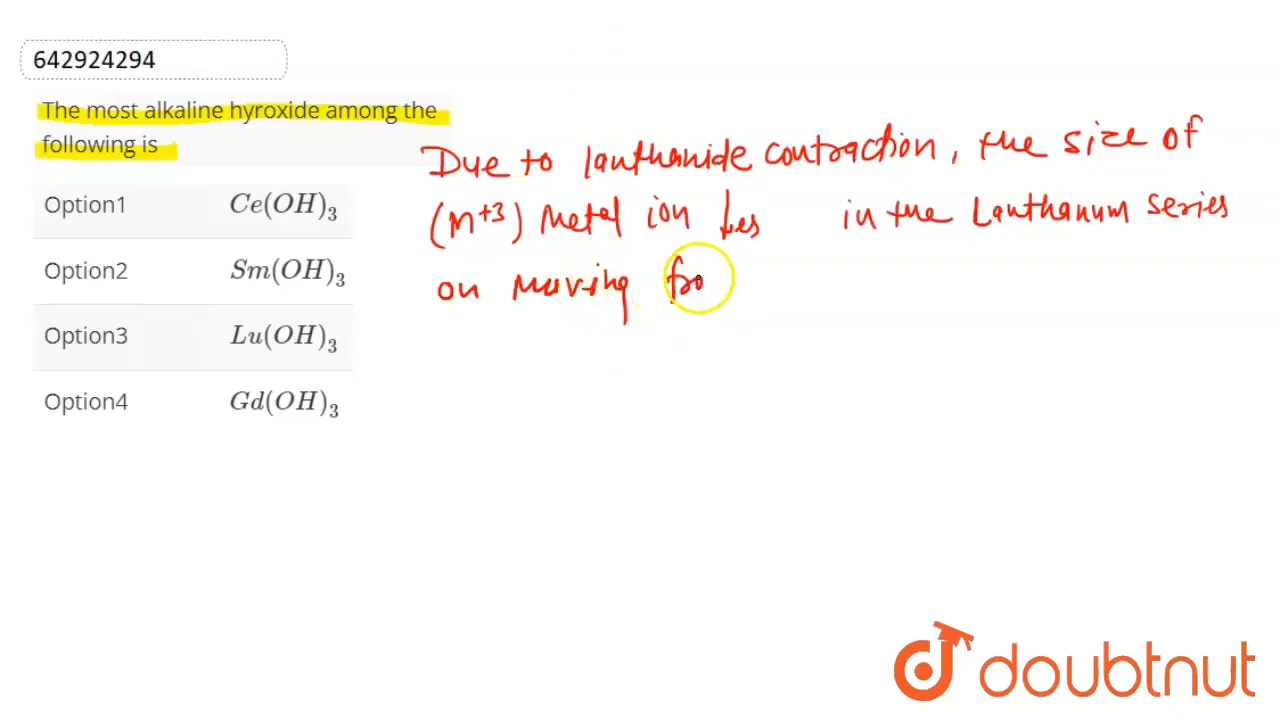 642924294
The most alkaline hyroxide among the
following is
Option1 Ce(OH)₃
Option2 Sm(OH)₃
Option3 Lu(OH)₃
Option4 Gd(OH)₃
Due to lanthanide contraction, the size of
(M⁺³) metal ion ↓es in the Lanthanum series
on moving fro
doubtnut